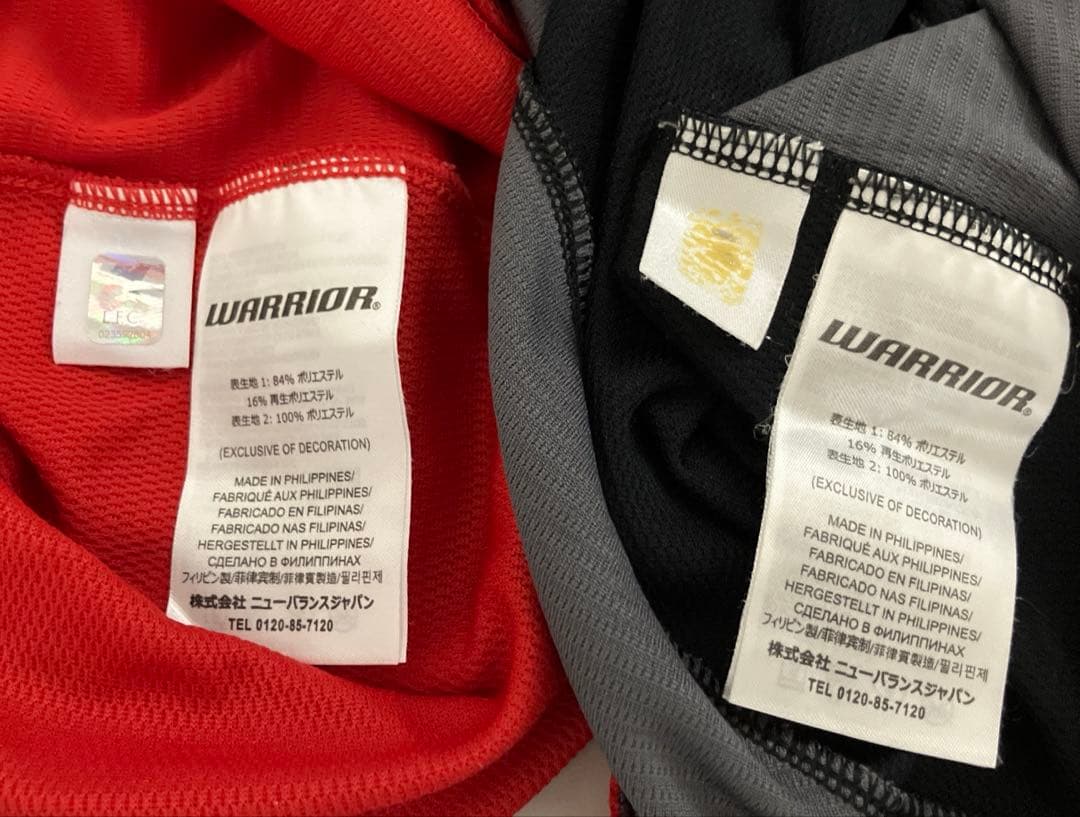 L.F.C.
WARRIOR®
表生地 1: 84% ポリエステル
16% 再生ポリエステル
表生地 2: 100% ポリエステル
(EXCLUSIVE OF DECORATION)
MADE IN PHILIPPINES/
FABRIQUÉ AUX PHILIPPINES/
FABRICADO EN FILIPINAS/
FABRICADO NAS FILIPINAS/
HERGESTELLT IN PHILIPPINEN/
СДЕЛАНО В ФИЛИППИНАХ
フィリピン製/菲律宾制/菲律賓製造/필리핀제
株式会社 ニューバランスジャパン
TEL 0120-85-7120
WARRIOR®
表生地 1: 84% ポリエステル
16% 再生ポリエステル
表生地 2: 100% ポリエステル
(EXCLUSIVE OF DECORATION)
MADE IN PHILIPPINES/
FABRIQUÉ AUX PHILIPPINES/
FABRICADO EN FILIPINAS/
FABRICADO NAS FILIPINAS/
HERGESTELLT IN PHILIPPINEN/
СДЕЛАНО В ФИЛИППИНАХ
フィリピン製/菲律宾制/菲律賓製造/필리핀제
株式会社 ニューバランスジャパン
TEL 0120-85-7120